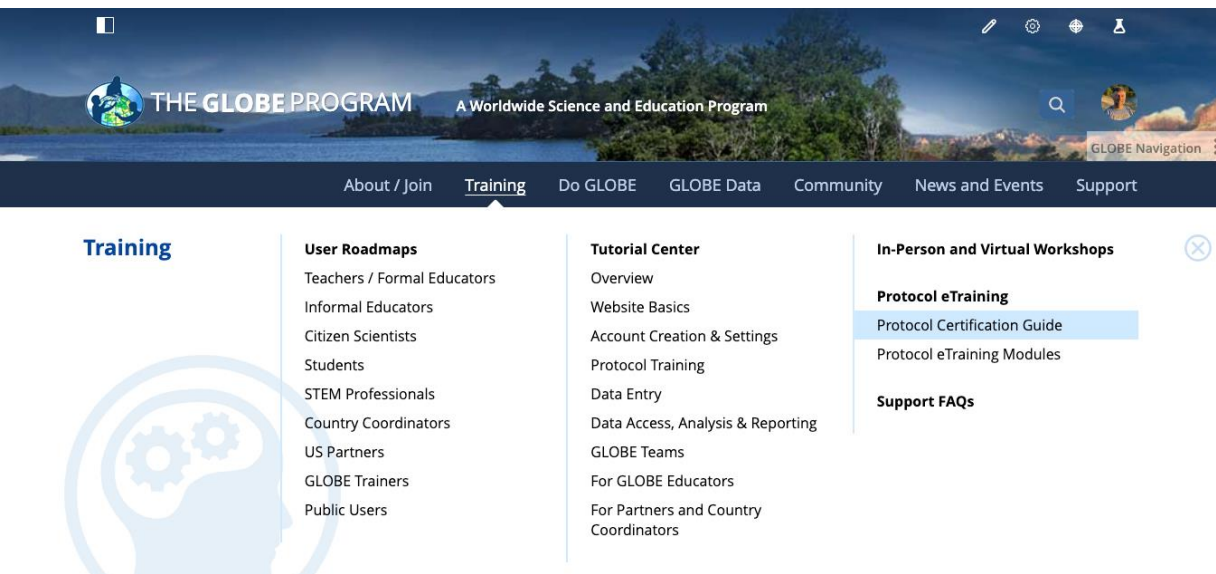 THE GLOBE PROGRAM
A Worldwide Science and Education Program
GLOBE Navigation
About / Join
Training
Do GLOBE
GLOBE Data
Community
News and Events
Support
Training
User Roadmaps
Teachers / Formal Educators
Informal Educators
Citizen Scientists
Students
STEM Professionals
Country Coordinators
US Partners
GLOBE Trainers
Public Users
Tutorial Center
Overview
Website Basics
Account Creation & Settings
Protocol Training
Data Entry
Data Access, Analysis & Reporting
GLOBE Teams
For GLOBE Educators
For Partners and Country
Coordinators
In-Person and Virtual Workshops
Protocol eTraining
Protocol Certification Guide
Protocol eTraining Modules
Support FAQs